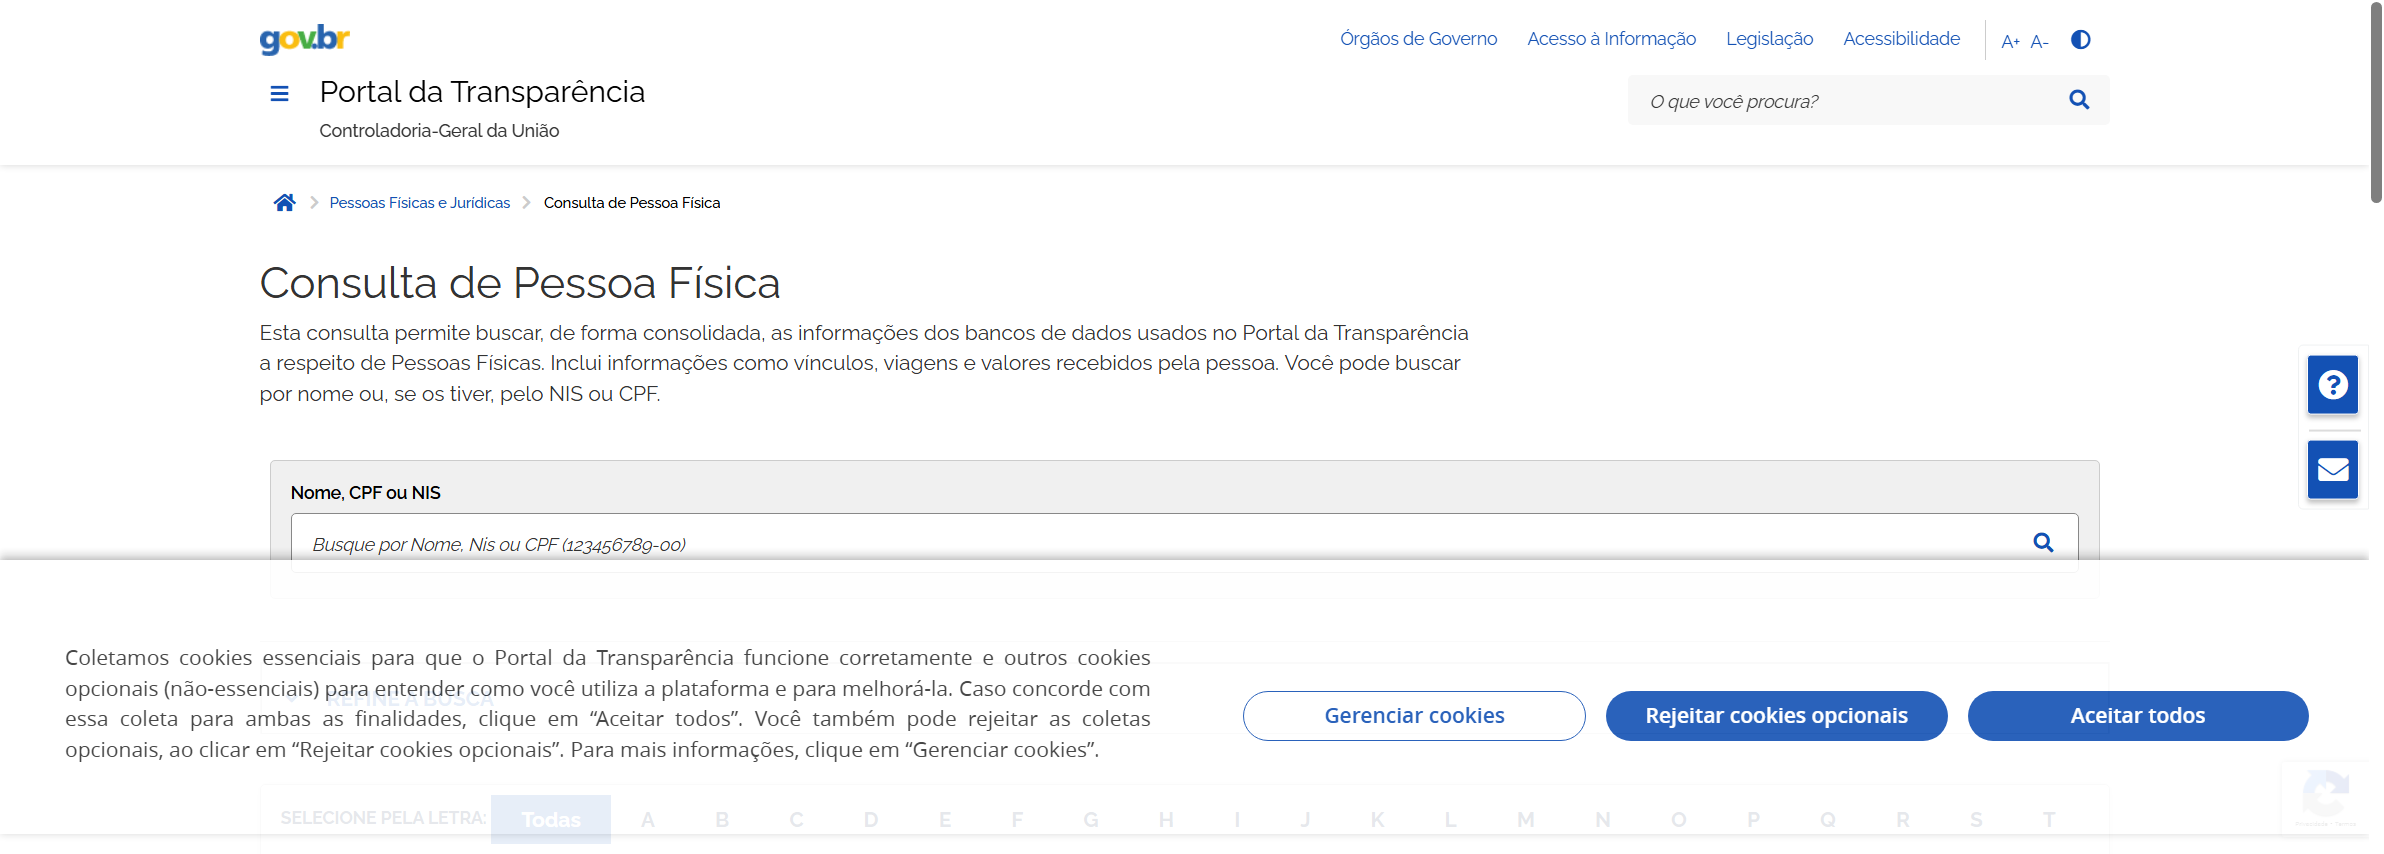 gov.br
Órgãos de Governo Acesso à Informação Legislação Acessibilidade A+ A-
Portal da Transparência
O que você procura?
Controladoria-Geral da União
Pessoas Físicas e Jurídicas Consulta de Pessoa Física
Consulta de Pessoa Física
Esta consulta permite buscar, de forma consolidada, as informações dos bancos de dados usados no Portal da Transparência
a respeito de Pessoas Físicas. Inclui informações como vínculos, viagens e valores recebidos pela pessoa. Você pode buscar
por nome ou, se os tiver, pelo NIS ou CPF.
Nome, CPF ou NIS
Busque por Nome, Nis ou CPF (123456789-00)
Coletamos cookies essenciais para que o Portal da Transparência funcione corretamente e outros cookies
opcionais (não-essenciais) para entender como você utiliza a plataforma e para melhorá-la. Caso concorde com
essa coleta para ambas as finalidades, clique em “Aceitar todos”. Você também pode rejeitar as coletas
opcionais, ao clicar em “Rejeitar cookies opcionais”. Para mais informações, clique em “Gerenciar cookies”.
REFINE A BUSCA
Gerenciar cookies Rejeitar cookies opcionais Aceitar todos
SELECIONE PELA LETRA: Todas A B C D E F G H I J K L M N O P Q R S T